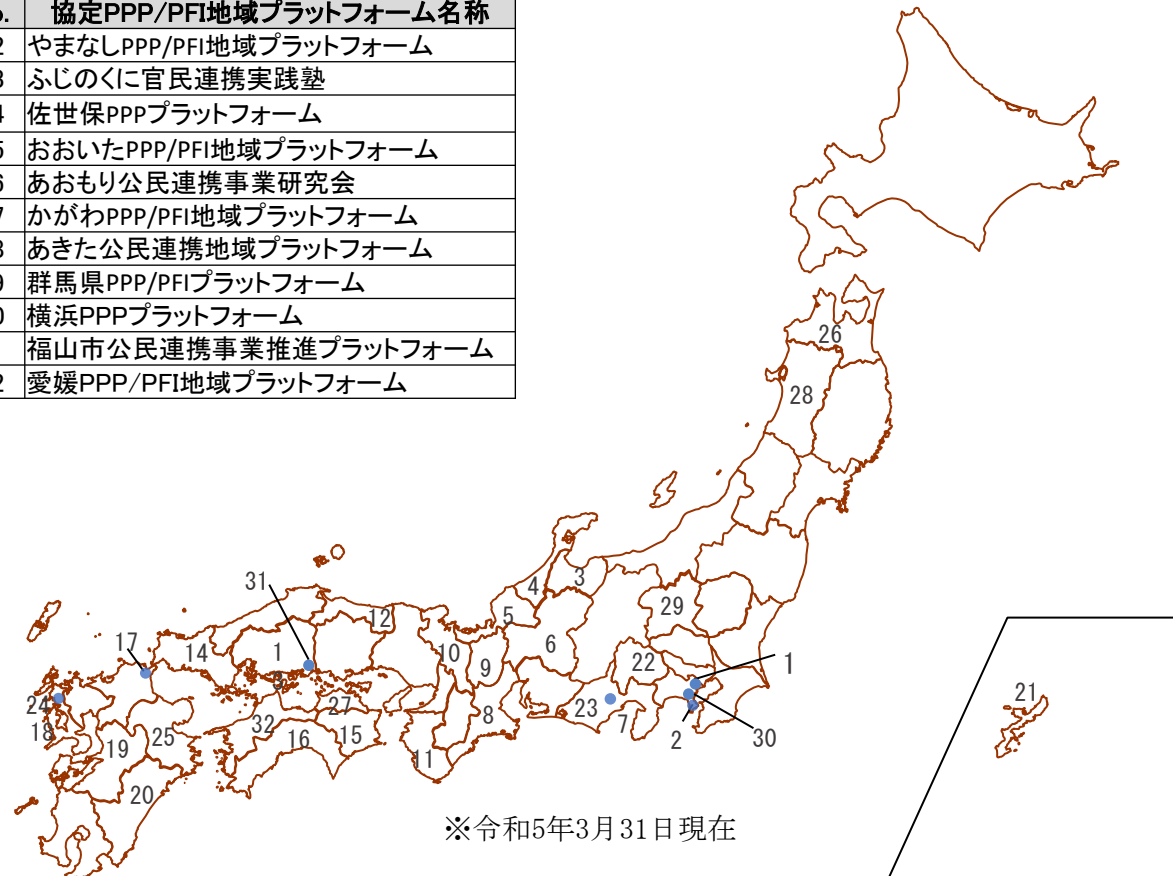 . 協定PPP/PFI地域プラットフォーム名称
2 やまなしPPP/PFI地域プラットフォーム
3 ふじのくに官民連携実践塾
4 佐世保PPPプラットフォーム
5 おおいたPPP/PFI地域プラットフォーム
6 あおもり公民連携事業研究会
7 かがわPPP/PFI地域プラットフォーム
8 あきた公民連携地域プラットフォーム
9 群馬県PPP/PFIプラットフォーム
0 横浜PPPプラットフォーム
福山市公民連携事業推進プラットフォーム
2 愛媛PPP/PFI地域プラットフォーム
26
28
31
4
3
5
29
12
17
14
1
3
10
9
6
22
1
21
24
18
27
32
16
15
8
23
7
2
30
19
25
11
20
※令和5年3月31日現在